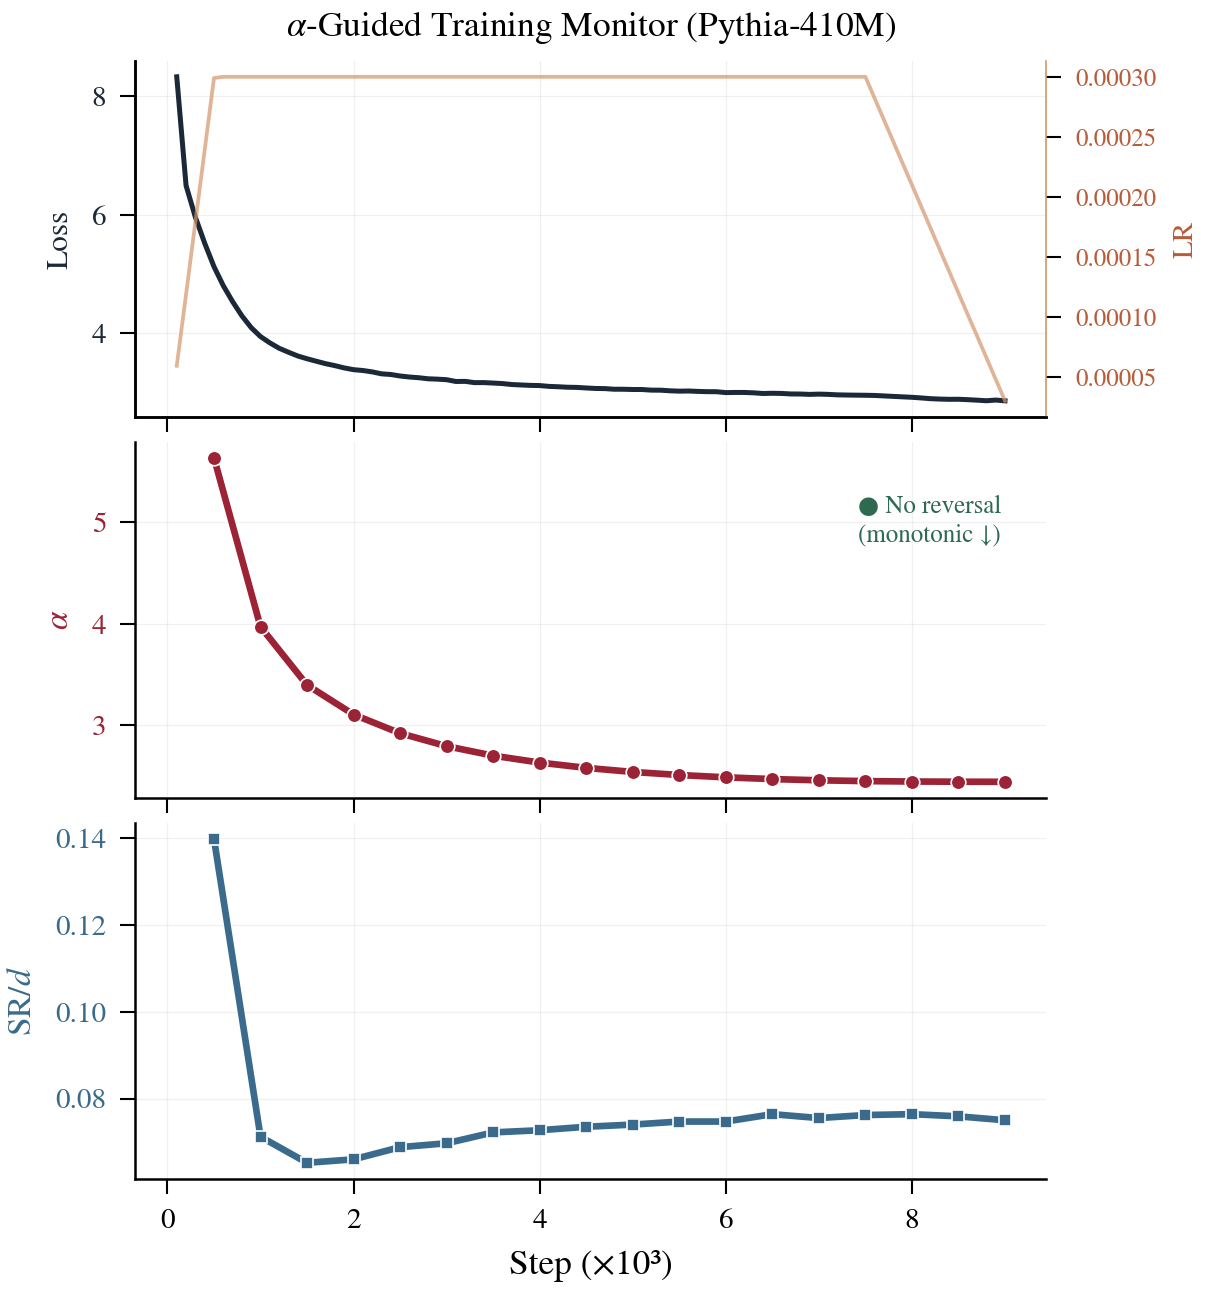 α-Guided Training Monitor (Pythia-410M)
8
6
4
Loss
0.00030
0.00025
0.00020
0.00015
0.00010
0.00005
LR
5
4
3
α
● No reversal
(monotonic ↓)
0.14
0.12
0.10
0.08
SR/d
0 2 4 6 8
Step (×10³)